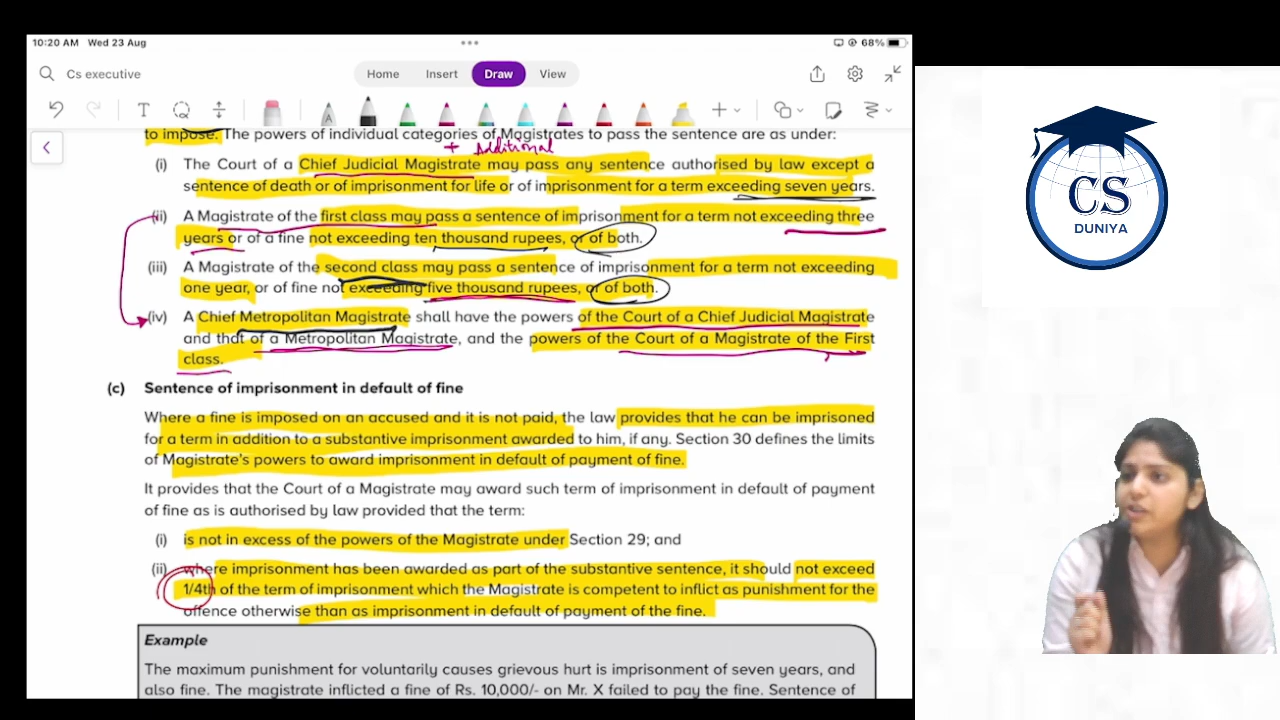 10:20 AM Wed 23 Aug
68%
Cs executive
Home Insert Draw View
to impose. The powers of individual categories of Magistrates to pass the sentence are as under:
+ Additional
(i) The Court of a Chief Judicial Magistrate may pass any sentence authorised by law except a
sentence of death or of imprisonment for life or of imprisonment for a term exceeding seven years.
(ii) A Magistrate of the first class may pass a sentence of imprisonment for a term not exceeding three
years or of a fine not exceeding ten thousand rupees, or of both.
(iii) A Magistrate of the second class may pass a sentence of imprisonment for a term not exceeding
one year, or of fine not exceeding five thousand rupees, or of both.
(iv) A Chief Metropolitan Magistrate shall have the powers of the Court of a Chief Judicial Magistrate
and that of a Metropolitan Magistrate, and the powers of the Court of a Magistrate of the First
class.
(c) Sentence of imprisonment in default of fine
Where a fine is imposed on an accused and it is not paid, the law provides that he can be imprisoned
for a term in addition to a substantive imprisonment awarded to him, if any. Section 30 defines the limits
of Magistrate's powers to award imprisonment in default of payment of fine.
It provides that the Court of a Magistrate may award such term of imprisonment in default of payment
of fine as is authorised by law provided that the term:
(i) is not in excess of the powers of the Magistrate under Section 29; and
(ii) where imprisonment has been awarded as part of the substantive sentence, it should not exceed
1/4th of the term of imprisonment which the Magistrate is competent to inflict as punishment for the
offence otherwise than as imprisonment in default of payment of the fine.
Example
The maximum punishment for voluntarily causes grievous hurt is imprisonment of seven years, and
also fine. The magistrate inflicted a fine of Rs. 10,000/- on Mr. X failed to pay the fine. Sentence of
CS
DUNIYA